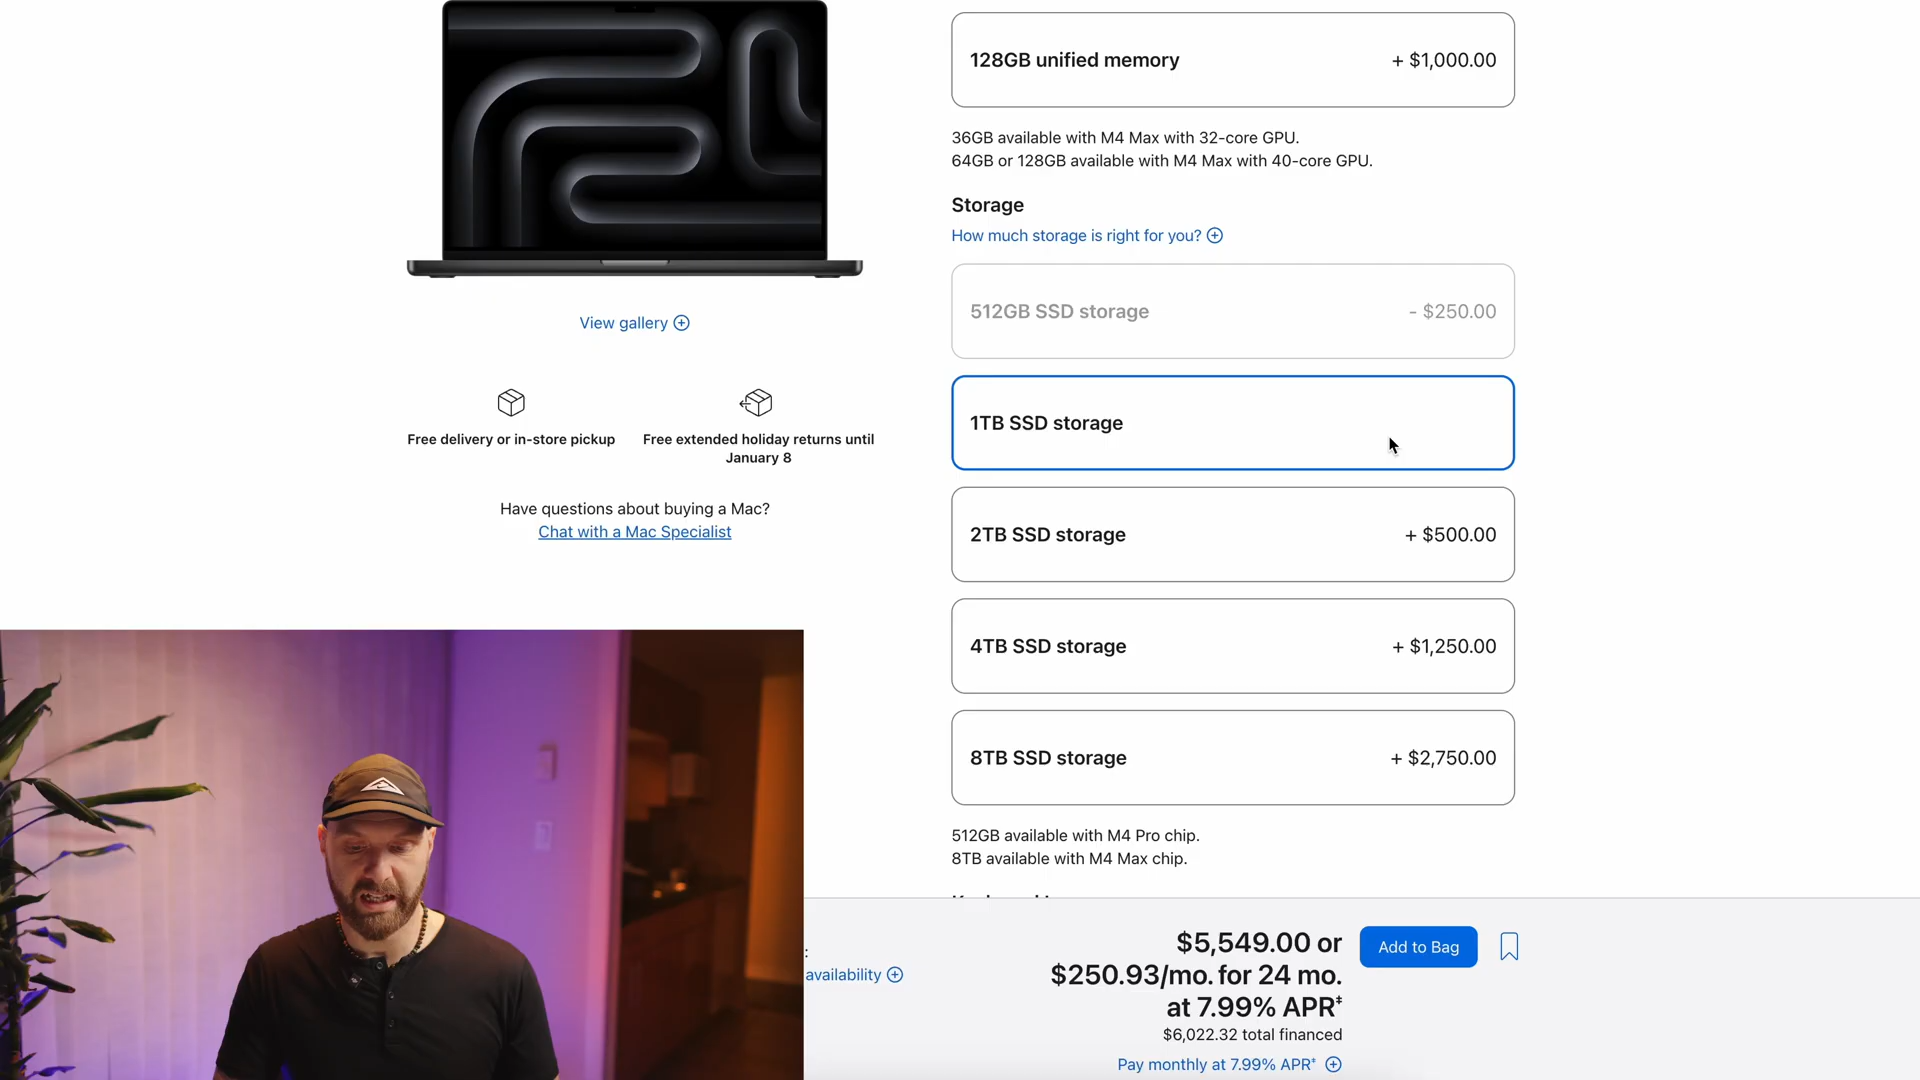 128GB unified memory + $1,000.00
36GB available with M4 Max with 32-core GPU.
64GB or 128GB available with M4 Max with 40-core GPU.
Storage
How much storage is right for you?
512GB SSD storage - $250.00
1TB SSD storage
2TB SSD storage + $500.00
4TB SSD storage + $1,250.00
8TB SSD storage + $2,750.00
512GB available with M4 Pro chip.
8TB available with M4 Max chip.
View gallery
Free delivery or in-store pickup
Free extended holiday returns until
January 8
Have questions about buying a Mac?
Chat with a Mac Specialist
:
availability
$5,549.00 or
$250.93/mo. for 24 mo.
at 7.99% APR‡
$6,022.32 total financed
Pay monthly at 7.99% APR‡
Add to Bag